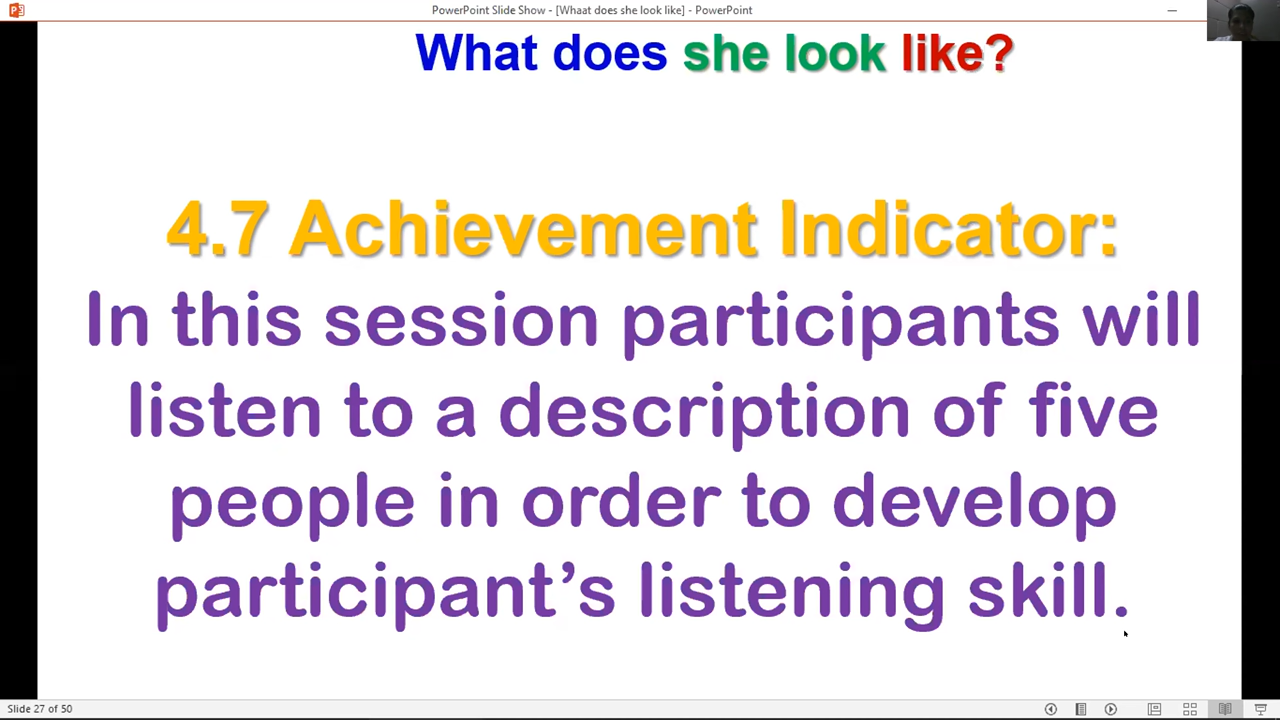 PowerPoint Slide Show - [Whaat does she look like] - PowerPoint
What does she look like?
4.7 Achievement Indicator:
In this session participants will
listen to a description of five
people in order to develop
participant’s listening skill.
Slide 27 of 50